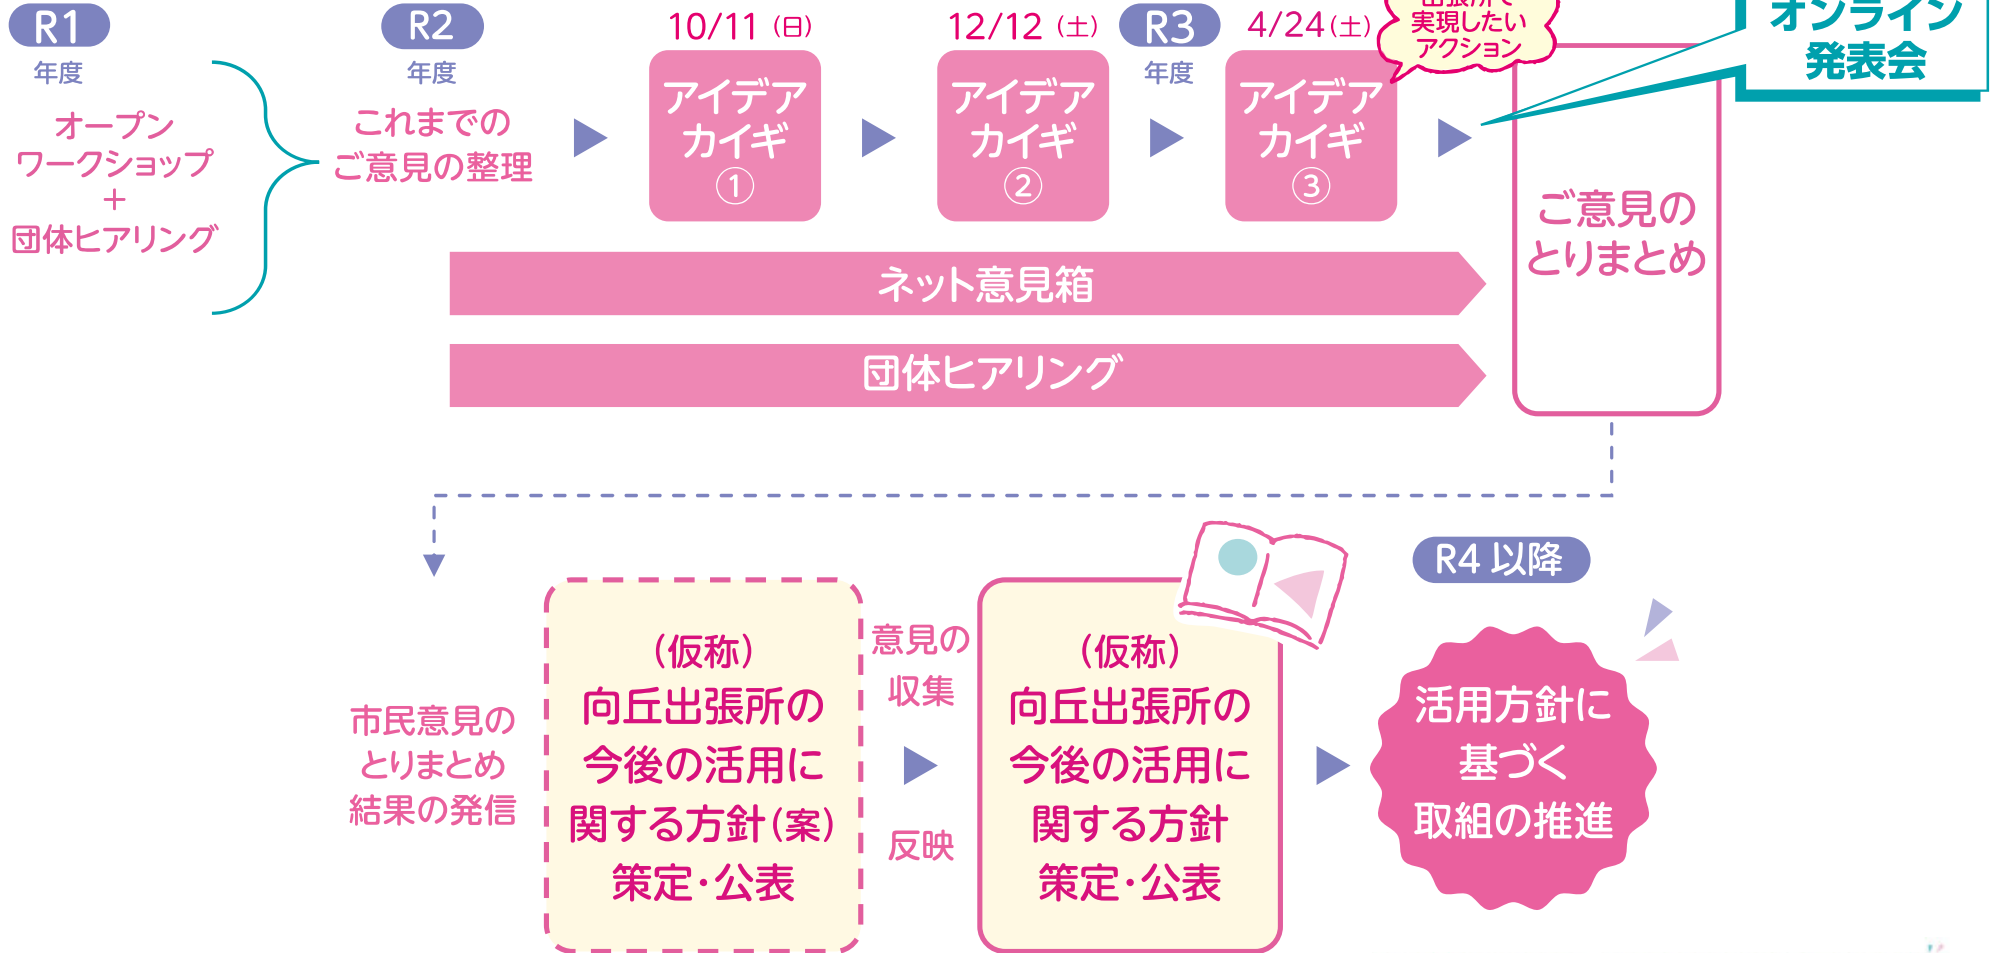 R1
年度
オープン
ワークショップ
+
団体ヒアリング
R2
年度
これまでの
ご意見の整理
10/11（日）
アイデア
カイギ
①
12/12（土）
アイデア
カイギ
②
R3
年度
4/24（土）
アイデア
カイギ
③
出張所で
実現したい
アクション
オンライン
発表会
ご意見の
とりまとめ
ネット意見箱
団体ヒアリング
市民意見の
とりまとめ
結果の発信
（仮称）
向丘出張所の
今後の活用に
関する方針（案）
策定・公表
意見の
収集
反映
（仮称）
向丘出張所の
今後の活用に
関する方針
策定・公表
R4 以降
活用方針に
基づく
取組の推進